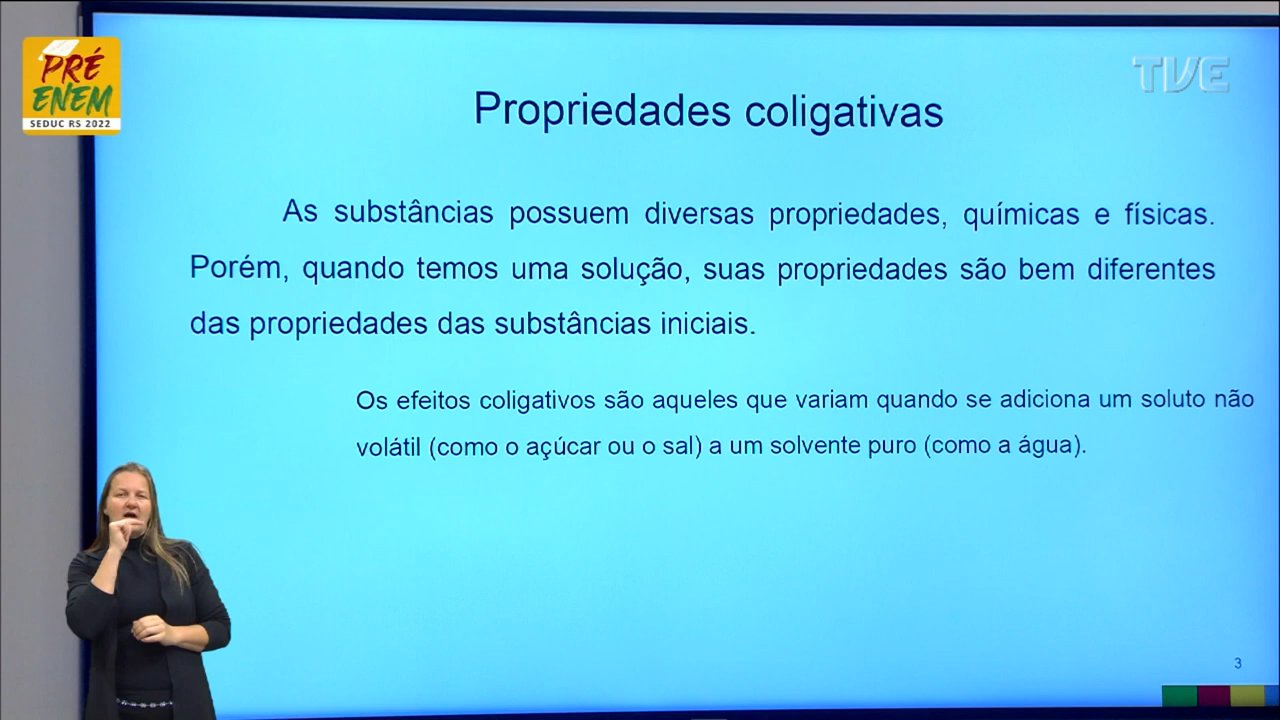 PRÉ
ENEM
SEDUC RS 2022
TVE
Propriedades coligativas
As substâncias possuem diversas propriedades, químicas e físicas.
Porém, quando temos uma solução, suas propriedades são bem diferentes
das propriedades das substâncias iniciais.
Os efeitos coligativos são aqueles que variam quando se adiciona um soluto não
volátil (como o açúcar ou o sal) a um solvente puro (como a água).
3